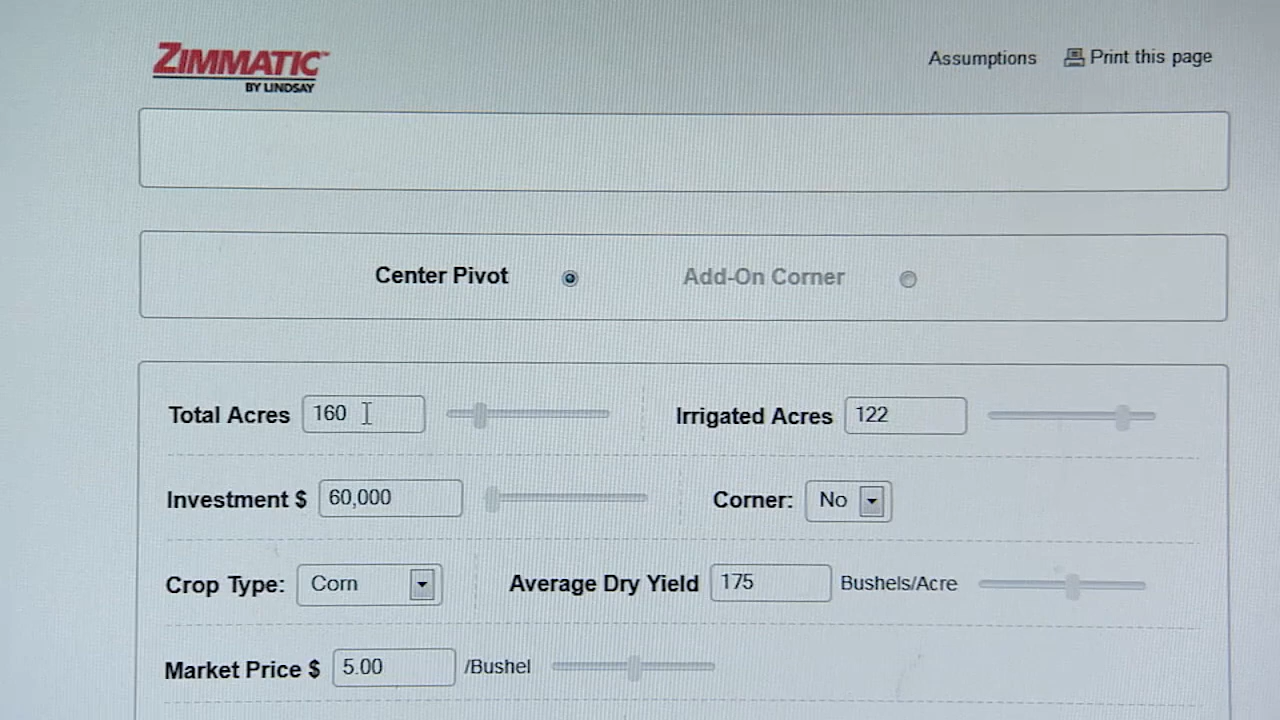 ZIMMATIC™
BY LINDSAY
Assumptions Print this page
Center Pivot Add-On Corner
Total Acres 160 Irrigated Acres 122
Investment $ 60,000 Corner: No
Crop Type: Corn Average Dry Yield 175 Bushels/Acre
Market Price $ 5.00 /Bushel